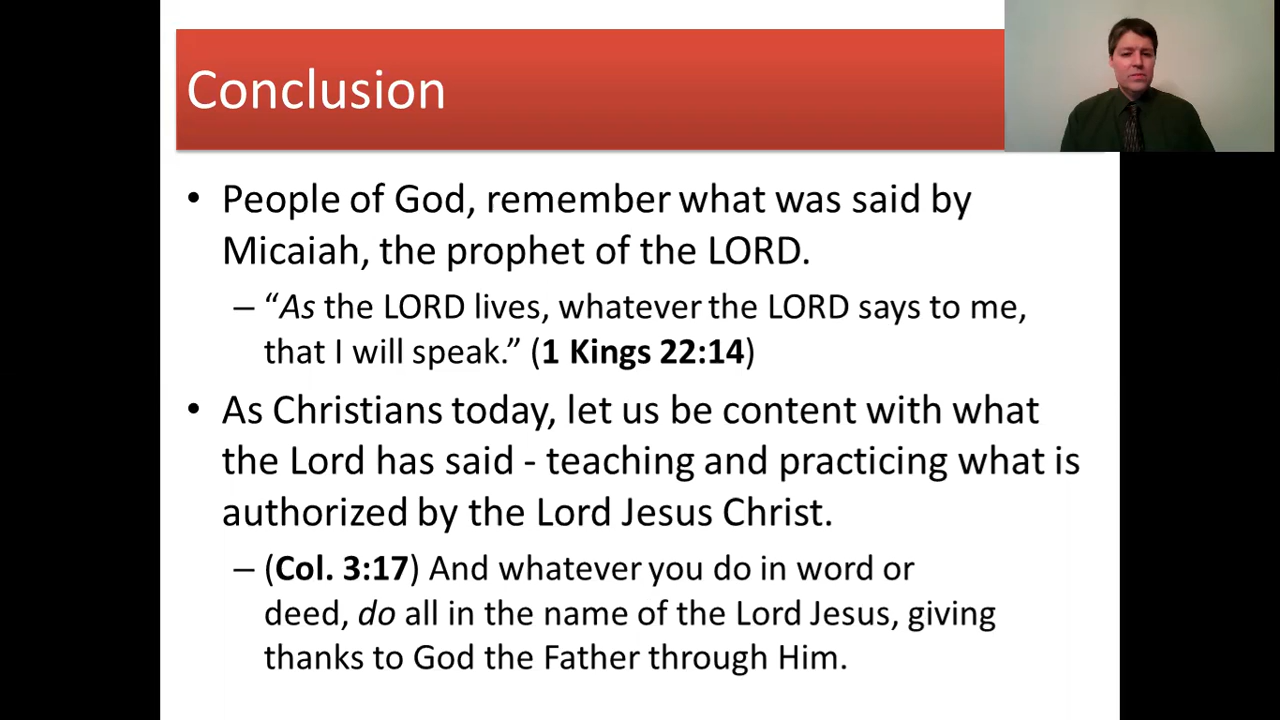 Conclusion
• People of God, remember what was said by
Micaiah, the prophet of the LORD.
– “As the LORD lives, whatever the LORD says to me,
that I will speak.” (1 Kings 22:14)
• As Christians today, let us be content with what
the Lord has said - teaching and practicing what is
authorized by the Lord Jesus Christ.
– (Col. 3:17) And whatever you do in word or
deed, do all in the name of the Lord Jesus, giving
thanks to God the Father through Him.